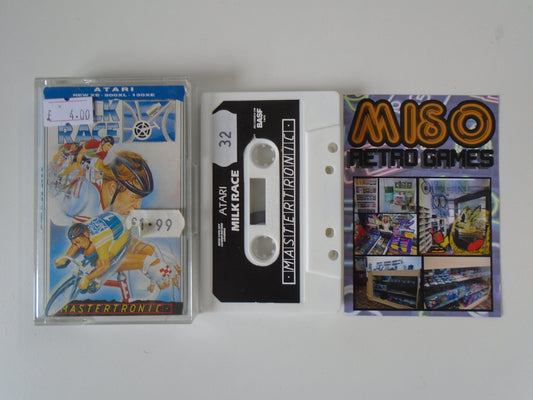 ATARI
NEW XE • 800XL • 130XE
£ 4.00
LK
RACE
£1.99
MASTERTRONIC
32
ATARI
MILK RACE
BASF
MASTERTRONIC
MISO
RETRO GAMES